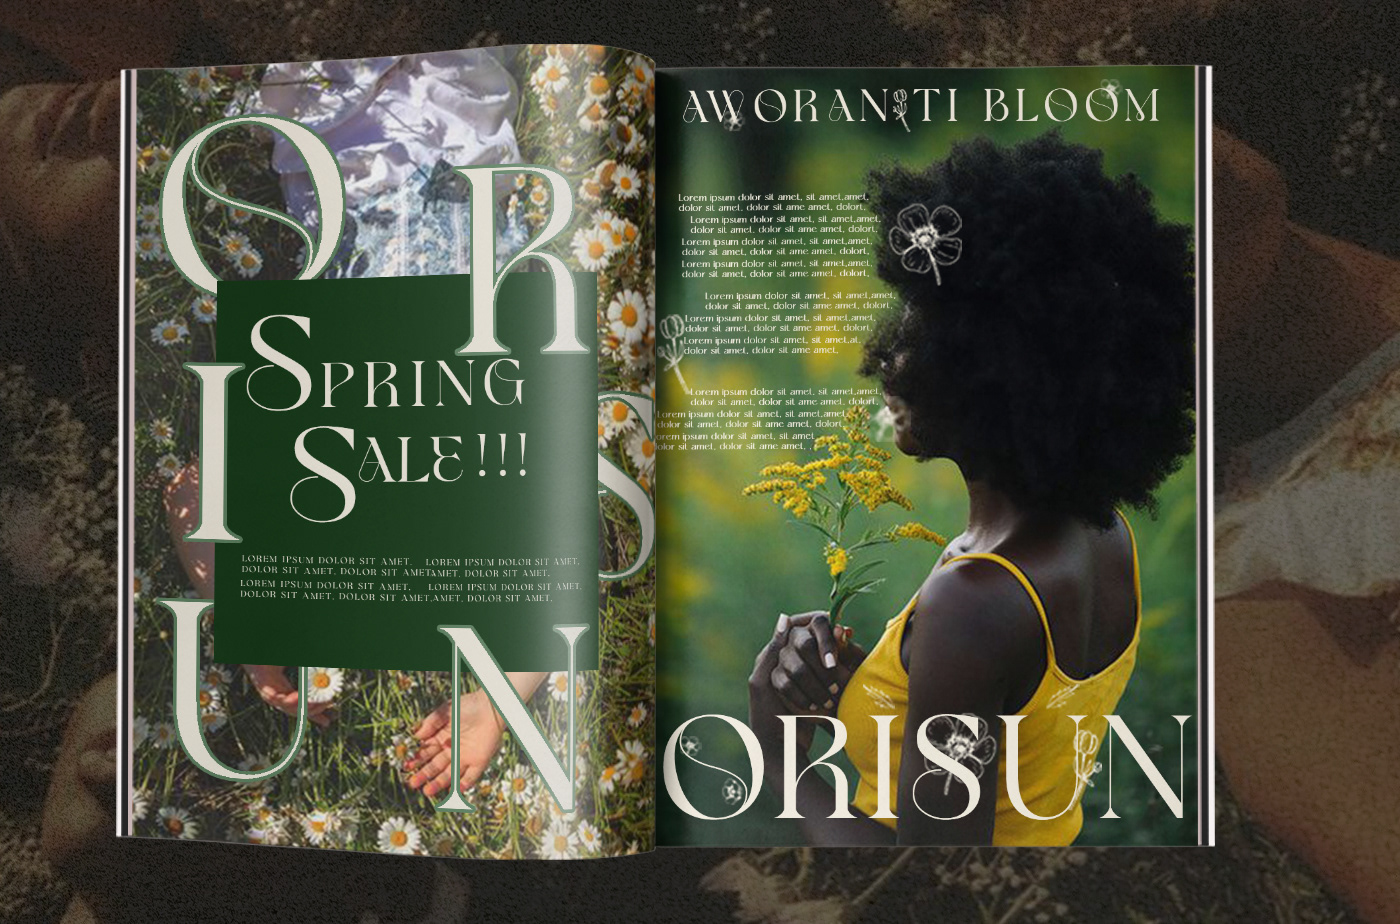 O R
I S
U N
SPRING
SALE!!!
LOREM IPSUM DOLOR SIT AMET, LOREM IPSUM DOLOR SIT AMET,
DOLOR SIT AMET, DOLOR SIT AMETAMET, DOLOR SIT AMET,
LOREM IPSUM DOLOR SIT AMET, LOREM IPSUM DOLOR SIT AMET,
DOLOR SIT AMET, DOLOR SIT AMET,AMET, DOLOR SIT AMET,
AWORAN TI BLOOM
Lorem ipsum dolor sit amet, sit amet,amet,
dolor sit amet, dolor sit ame amet, dolort,
Lorem ipsum dolor sit amet, sit amet,amet,
dolor sit amet, dolor sit ame amet, dolort,
Lorem ipsum dolor sit amet, sit amet,amet,
dolor sit amet, dolor sit ame amet, dolort,
Lorem ipsum dolor sit amet, sit amet,amet,
dolor sit amet, dolor sit ame amet, dolort,
Lorem ipsum dolor sit amet, sit amet,amet,
dolor sit amet, dolor sit ame amet, dolort,
Lorem ipsum dolor sit amet, sit amet,amet,
dolor sit amet, dolor sit ame amet, dolort,
Lorem ipsum dolor sit amet, sit amet,at,
dolor sit amet, dolor sit ame amet,
Lorem ipsum dolor sit amet, sit amet,amet,
dolor sit amet, dolor sit ame amet, dolort,
Lorem ipsum dolor sit amet, sit amet,amet,
dolor sit amet, dolor sit ame amet, dolort,
orem ipsum dolor sit amet, sit amet
olor sit amet, dolor sit ame amet, ,
ORISUN